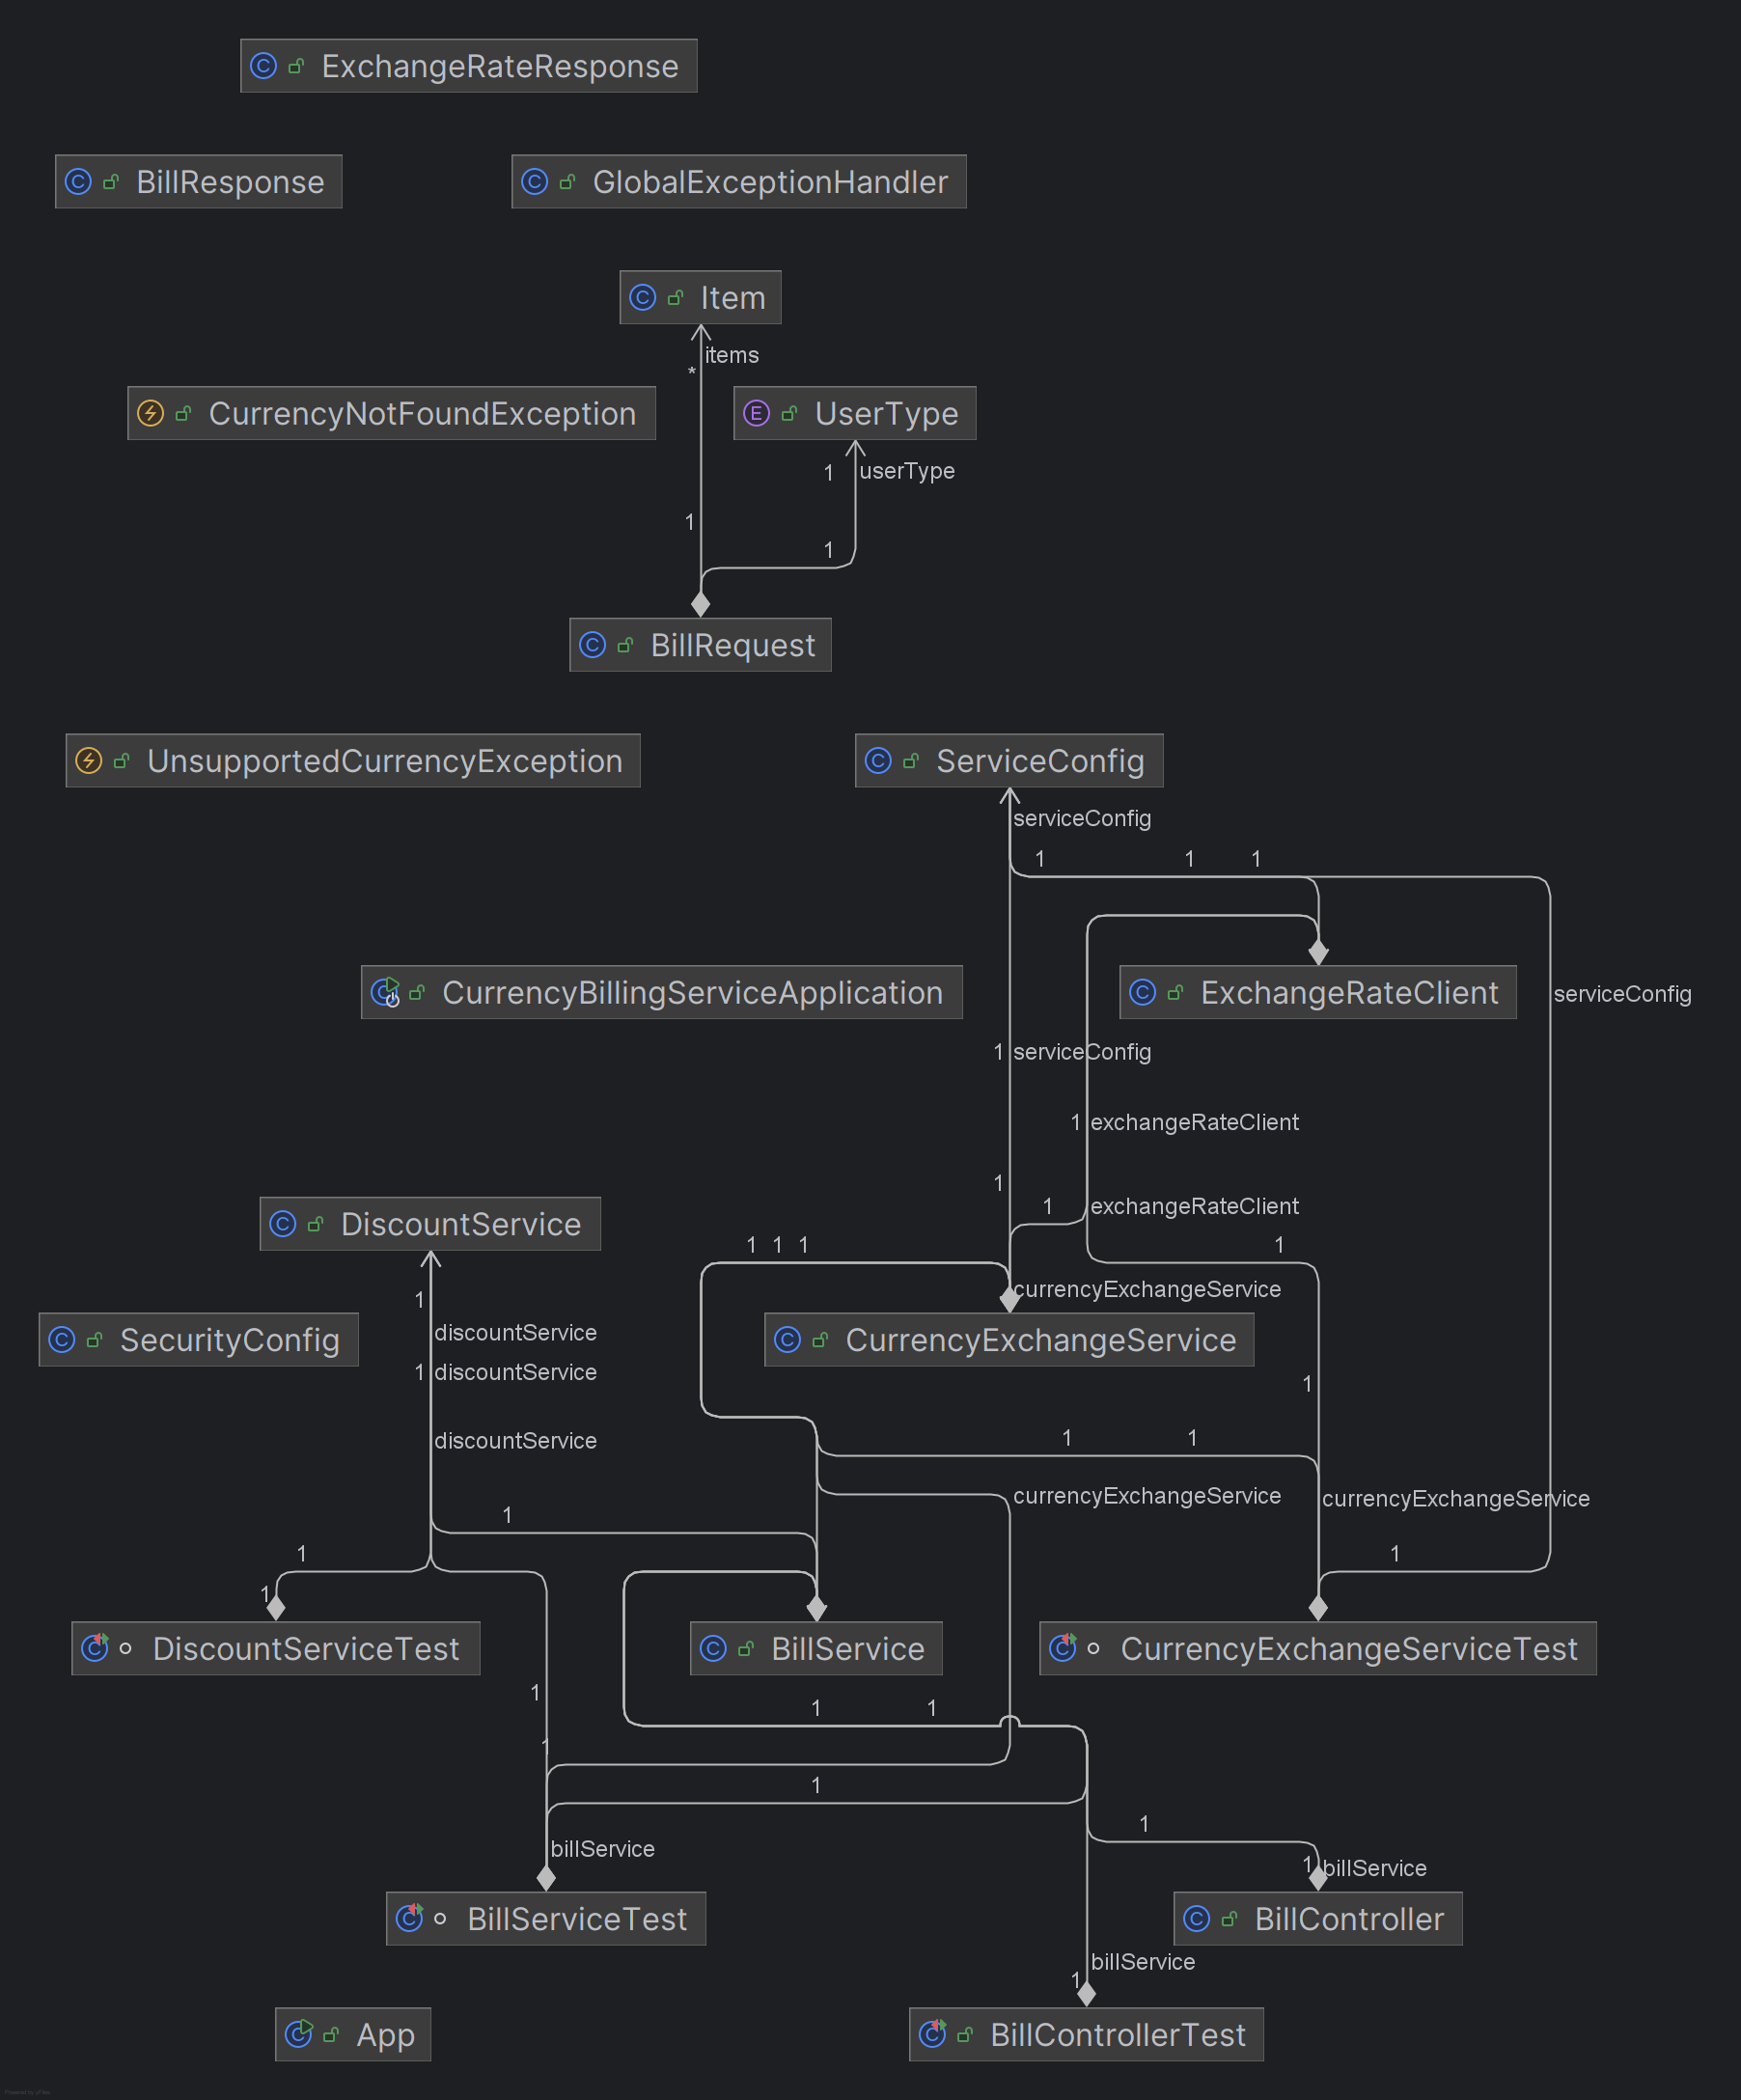 ExchangeRateResponse
BillResponse
GlobalExceptionHandler
Item
items
*
CurrencyNotFoundException
UserType
1
userType
1
1
BillRequest
UnsupportedCurrencyException
ServiceConfig
serviceConfig
1
1
1
CurrencyBillingServiceApplication
ExchangeRateClient
serviceConfig
1
serviceConfig
1
exchangeRateClient
1
1
exchangeRateClient
DiscountService
1
1
1
1
currencyExchangeService
1
discountService
SecurityConfig
CurrencyExchangeService
1
discountService
1
discountService
1
1
currencyExchangeService
currencyExchangeService
1
1
1
1
DiscountServiceTest
BillService
CurrencyExchangeServiceTest
1
1
1
1
1
1
billService
1
billService
BillServiceTest
BillController
billService
1
App
BillControllerTest
Powered by yFiles